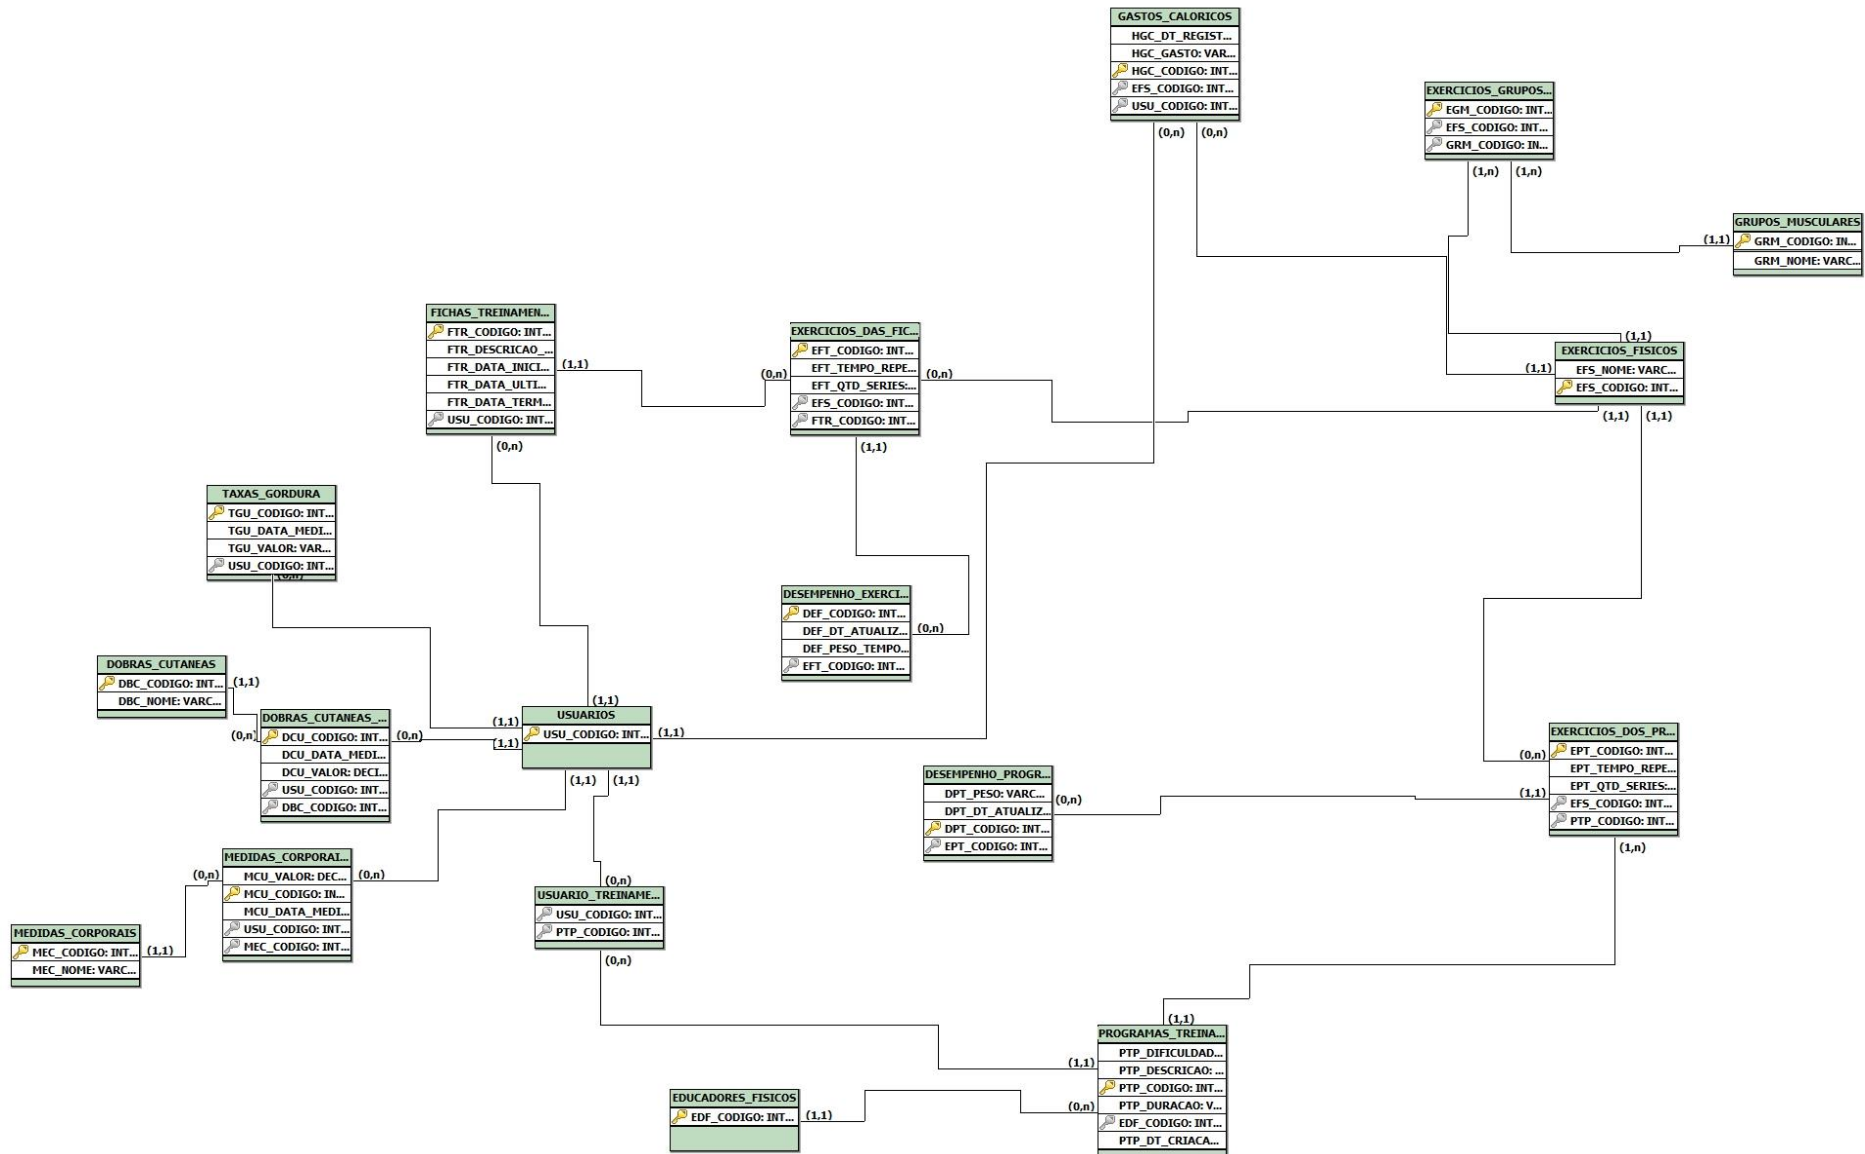 GASTOS_CALORICOS
HGC_DT_REGIST...
HGC_GASTO: VAR...
HGC_CODIGO: INT...
EFS_CODIGO: INT...
USU_CODIGO: INT...
(0,n)
(0,n)
EXERCICIOS_GRUPOS...
EGM_CODIGO: INT...
EFS_CODIGO: INT...
GRM_CODIGO: IN...
(1,n)
(1,n)
GRUPOS_MUSCULARES
(1,1)
GRM_CODIGO: IN...
GRM_NOME: VARC...
FICHAS_TREINAMEN...
FTR_CODIGO: INT...
FTR_DESCRICAO_...
FTR_DATA_INICI...
FTR_DATA_ULTI...
FTR_DATA_TERM...
USU_CODIGO: INT...
(1,1)
(0,n)
EXERCICIOS_DAS_FIC...
EFT_CODIGO: INT...
EFT_TEMPO_REPE...
EFT_QTD_SERIES:...
EFS_CODIGO: INT...
FTR_CODIGO: INT...
(0,n)
(0,n)
(1,1)
(1,1)
EXERCICIOS_FISICOS
EFS_NOME: VARC...
EFS_CODIGO: INT...
(1,1)
(1,1)
(1,1)
TAXAS_GORDURA
TGU_CODIGO: INT...
TGU_DATA_MEDI...
TGU_VALOR: VAR...
USU_CODIGO: INT...
(0,n)
DESEMPENHO_EXERCI...
DEF_CODIGO: INT...
DEF_DT_ATUALIZ...
DEF_PESO_TEMPO...
EFT_CODIGO: INT...
(0,n)
DOBRAS_CUTANEAS
DBC_CODIGO: INT...
DBC_NOME: VARC...
(1,1)
DOBRAS_CUTANEAS_...
DCU_CODIGO: INT...
DCU_DATA_MEDI...
DCU_VALOR: DECI...
USU_CODIGO: INT...
DBC_CODIGO: INT...
(0,n)
(0,n)
(1,1)
USUARIOS
USU_CODIGO: INT...
(1,1)
(1,1)
(1,1)
(1,1)
(1,1)
EXERCICIOS_DOS_PR...
EPT_CODIGO: INT...
EPT_TEMPO_REPE...
EPT_QTD_SERIES:...
EFS_CODIGO: INT...
PTP_CODIGO: INT...
(0,n)
(1,1)
(1,n)
DESEMPENHO_PROGR...
DPT_PESO: VARC...
DPT_DT_ATUALIZ...
DPT_CODIGO: INT...
EPT_CODIGO: INT...
(0,n)
MEDIDAS_CORPORAI...
MCU_VALOR: DEC...
MCU_CODIGO: IN...
MCU_DATA_MEDI...
USU_CODIGO: INT...
MEC_CODIGO: INT...
(0,n)
(0,n)
(0,n)
USUARIO_TREINAME...
USU_CODIGO: INT...
PTP_CODIGO: INT...
(0,n)
MEDIDAS_CORPORAIS
MEC_CODIGO: INT...
MEC_NOME: VARC...
(1,1)
(1,1)
PROGRAMAS_TREINA...
PTP_DIFICULDAD...
PTP_DESCRICAO: ...
PTP_CODIGO: INT...
PTP_DURACAO: V...
EDF_CODIGO: INT...
PTP_DT_CRIACA...
(1,1)
(0,n)
EDUCADORES_FISICOS
EDF_CODIGO: INT...
(1,1)